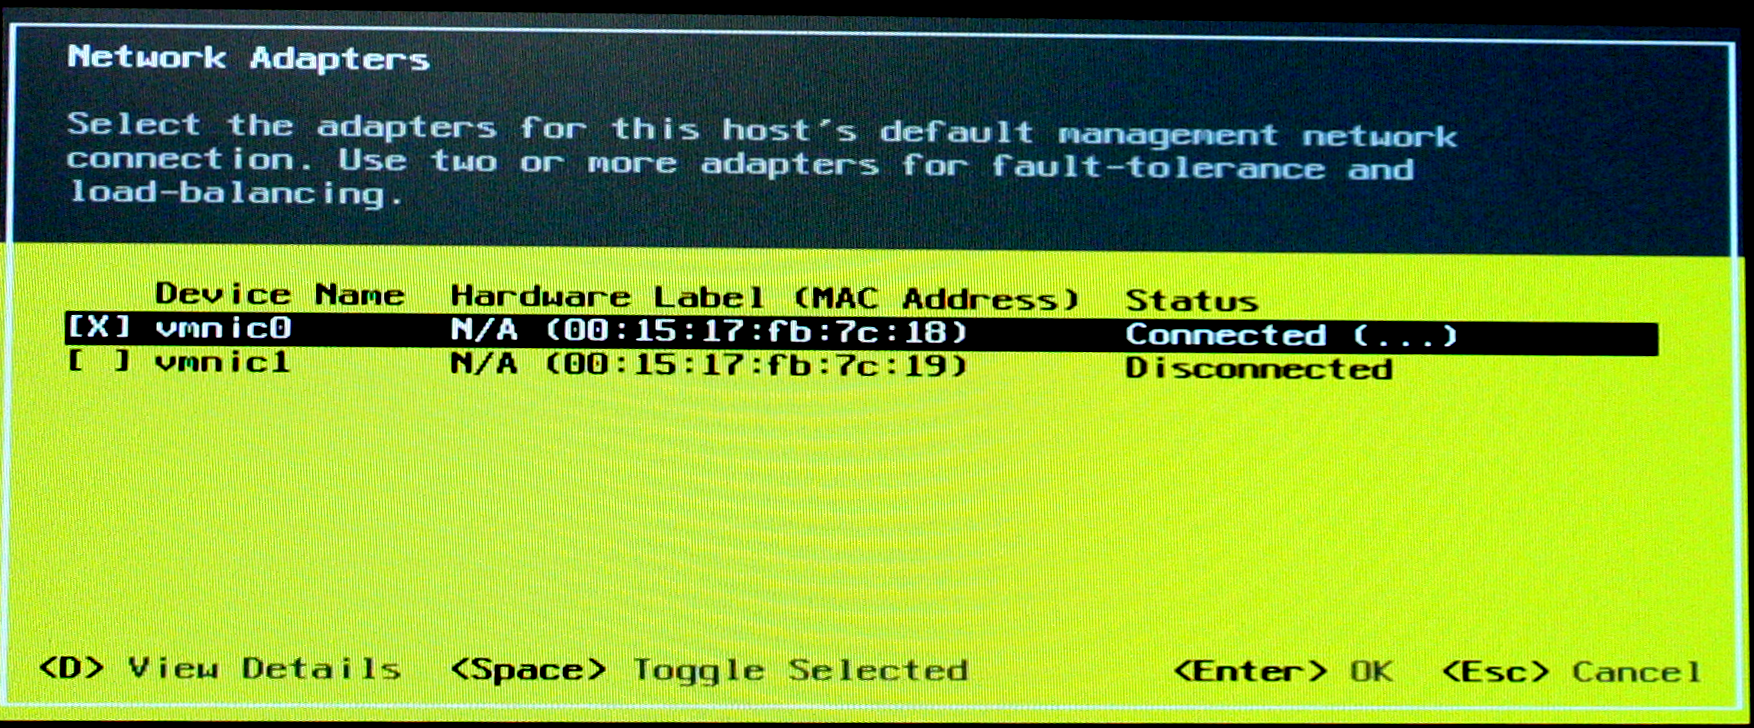 Network Adapters
Select the adapters for this host's default management network
connection. Use two or more adapters for fault-tolerance and
load-balancing.
Device Name Hardware Label (MAC Address) Status
[X] vmnic0 N/A (00:15:17:fb:7c:18) Connected (...)
[ ] vmnic1 N/A (00:15:17:fb:7c:19) Disconnected
<D> View Details <Space> Toggle Selected <Enter> OK <Esc> Cancel